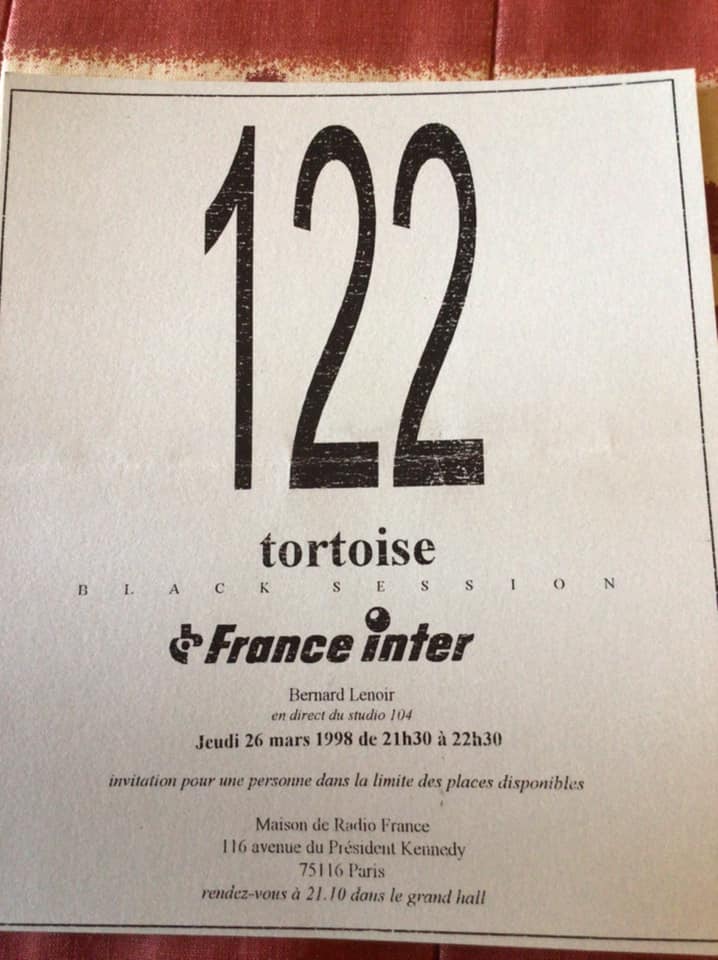 122
tortoise
BLACK SESSION
France inter
Bernard Lenoir
en direct du studio 104
Jeudi 26 mars 1998 de 21h30 à 22h30
invitation pour une personne dans la limite des places disponibles
Maison de Radio France
116 avenue du Président Kennedy
75116 Paris
rendez-vous à 21.10 dans le grand hall